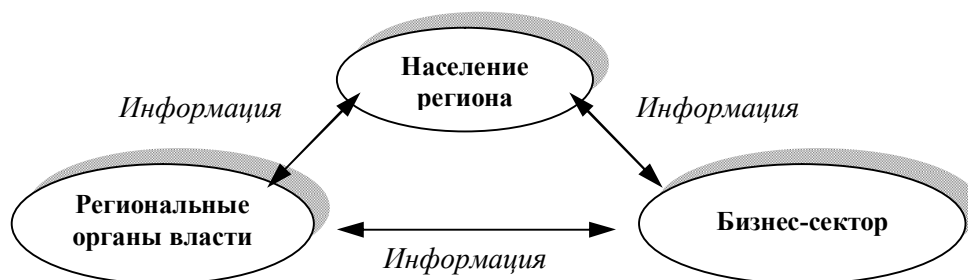 Население
региона
Информация
Информация
Региональные
органы власти
Бизнес-сектор
Информация